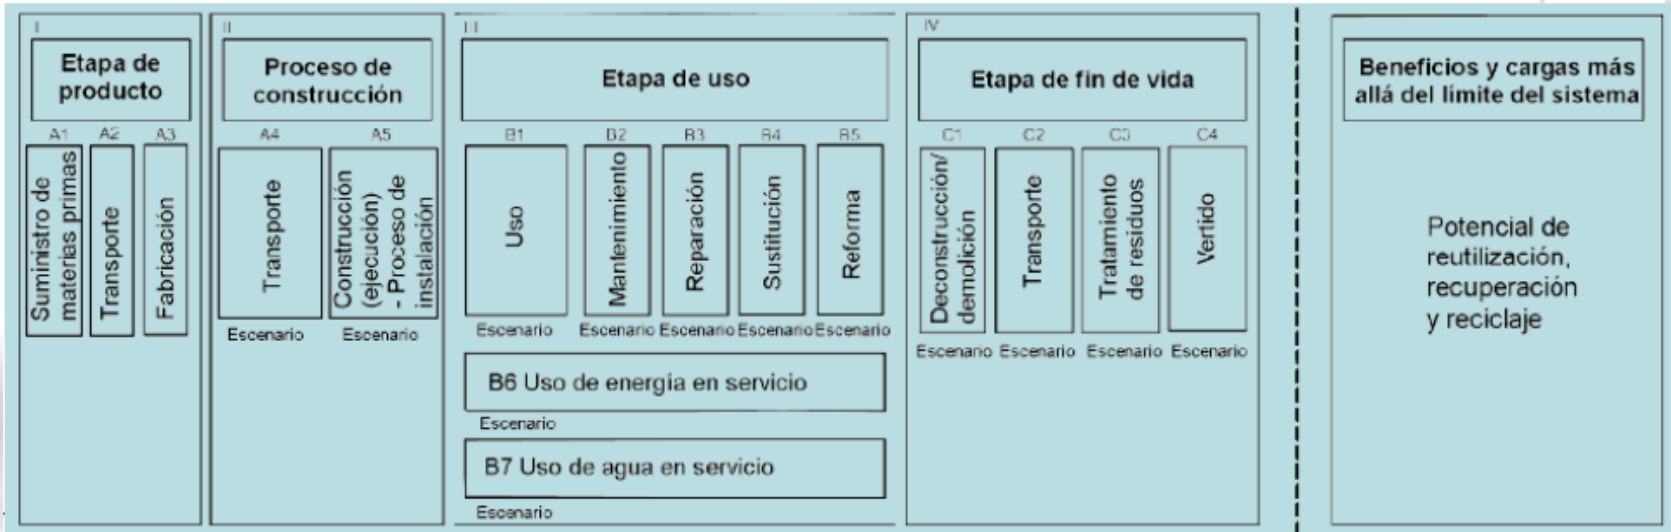 I
Etapa de
producto
A1
A2
A3
Suministro de
materias primas
Transporte
Fabricación
II
Proceso de
construcción
A4
A5
Transporte
Construcción
(ejecución)
- Proceso de
instalación
Escenario
Escenario
III
Etapa de uso
B1
B2
B3
B4
B5
Uso
Mantenimiento
Reparación
Sustitución
Reforma
Escenario
Escenario
Escenario
Escenario
Escenario
B6 Uso de energía en servicio
Escenario
B7 Uso de agua en servicio
Escenario
IV
Etapa de fin de vida
C1
C2
C3
C4
Deconstrucción/
demolición
Transporte
Tratamiento
de residuos
Vertido
Escenario
Escenario
Escenario
Escenario
Beneficios y cargas más
allá del límite del sistema
Potencial de
reutilización,
recuperación
y reciclaje